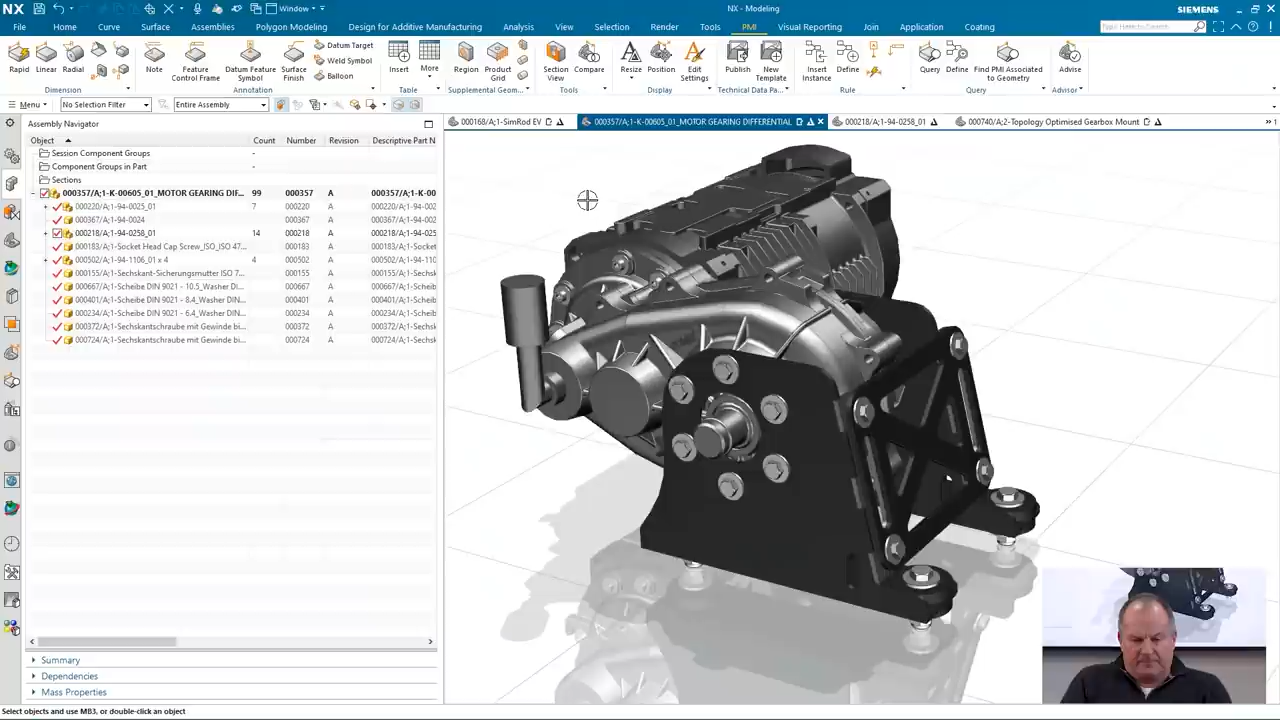 NX
Window
NX - Modeling
SIEMENS
File
Home
Curve
Surface
Assemblies
Polygon Modeling
Design for Additive Manufacturing
Analysis
View
Selection
Render
Tools
PMI
Visual Reporting
Join
Application
Coating
Rapid
Linear
Radial
Dimension
Note
Feature Control Frame
Datum Feature Symbol
Surface Finish
Datum Target
Weld Symbol
Balloon
Annotation
Insert
More
Table
Region
Product Grid
Supplemental Geom...
Section View
Compare
Tools
Resize
Position
Edit Settings
Display
Publish
New Template
Technical Data Pa...
Insert Instance
Define
Rule
Query
Define
Find PMI Associated to Geometry
Query
Advise
Advisor
Menu
No Selection Filter
Entire Assembly
Assembly Navigator
000168/A;1-SimRod EV
000357/A;1-K-00605_01_MOTOR GEARING DIFFERENTIAL
000218/A;1-94-0258_01
000740/A;2-Topology Optimised Gearbox Mount
1
Object Count Number Revision Descriptive Part N
Session Component Groups -
Component Groups in Part -
Sections
000357/A;1-K-00605_01_MOTOR GEARING DIF... 99 000357 A 000357/A;1-K-00
000220/A;1-94-0025_01 7 000220 A 000220/A;1-94-002
000367/A;1-94-0024 000367 A 000367/A;1-94-002
000218/A;1-94-0258_01 14 000218 A 000218/A;1-94-025
000183/A;1-Socket Head Cap Screw_ISO_ISO 47... 000183 A 000183/A;1-Socket
000502/A;1-94-1106_01 x 4 4 000502 A 000502/A;1-94-110
000155/A;1-Sechskant-Sicherungsmutter ISO 7... 000155 A 000155/A;1-Sechsk
000667/A;1-Scheibe DIN 9021 - 10.5_Washer DIN... 000667 A 000667/A;1-Scheib
000401/A;1-Scheibe DIN 9021 - 8.4_Washer DIN... 000401 A 000401/A;1-Scheib
000234/A;1-Scheibe DIN 9021 - 6.4_Washer DIN... 000234 A 000234/A;1-Scheib
000372/A;1-Sechskantschraube mit Gewinde bi... 000372 A 000372/A;1-Sechsk
000724/A;1-Sechskantschraube mit Gewinde bi... 000724 A 000724/A;1-Sechsk
Summary
Dependencies
Mass Properties
Select objects and use MB3, or double-click an object